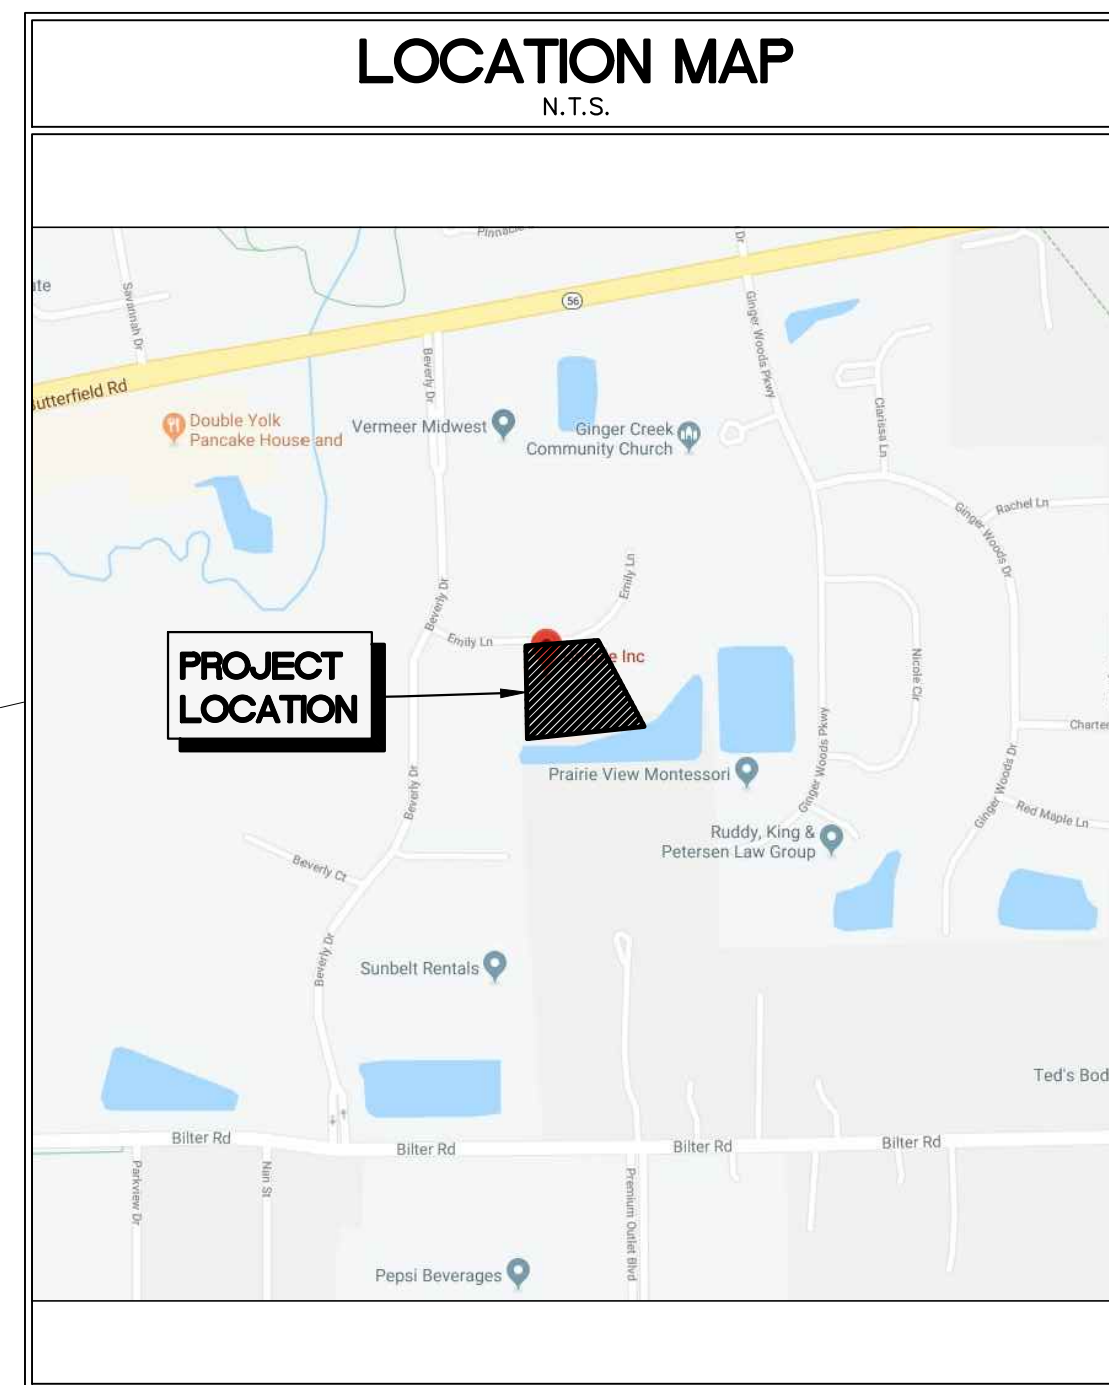 LOCATION MAP
N.T.S.
56
Savannah Dr
Beverly Dr
Ginger Woods Pkwy
Dr
Butterfield Rd
Double Yolk
Pancake House and
Vermeer Midwest
Ginger Creek
Community Church
Clarissa Ln
Rachel Ln
Ginger Woods Dr
Emily Ln
Beverly Dr
Emily Ln
Inc
PROJECT
LOCATION
Nicole Cir
Ginger Woods Pkwy
Prairie View Montessori
Beverly Dr
Ginger Woods Dr
Red Maple Ln
Ruddy, King &
Petersen Law Group
Beverly Ct
Beverly Dr
Sunbelt Rentals
Ted's
Bilter Rd
Bilter Rd
Bilter Rd
Bilter Rd
Parkview Dr
Nan St
Premium Outlet Blvd
Pepsi Beverages